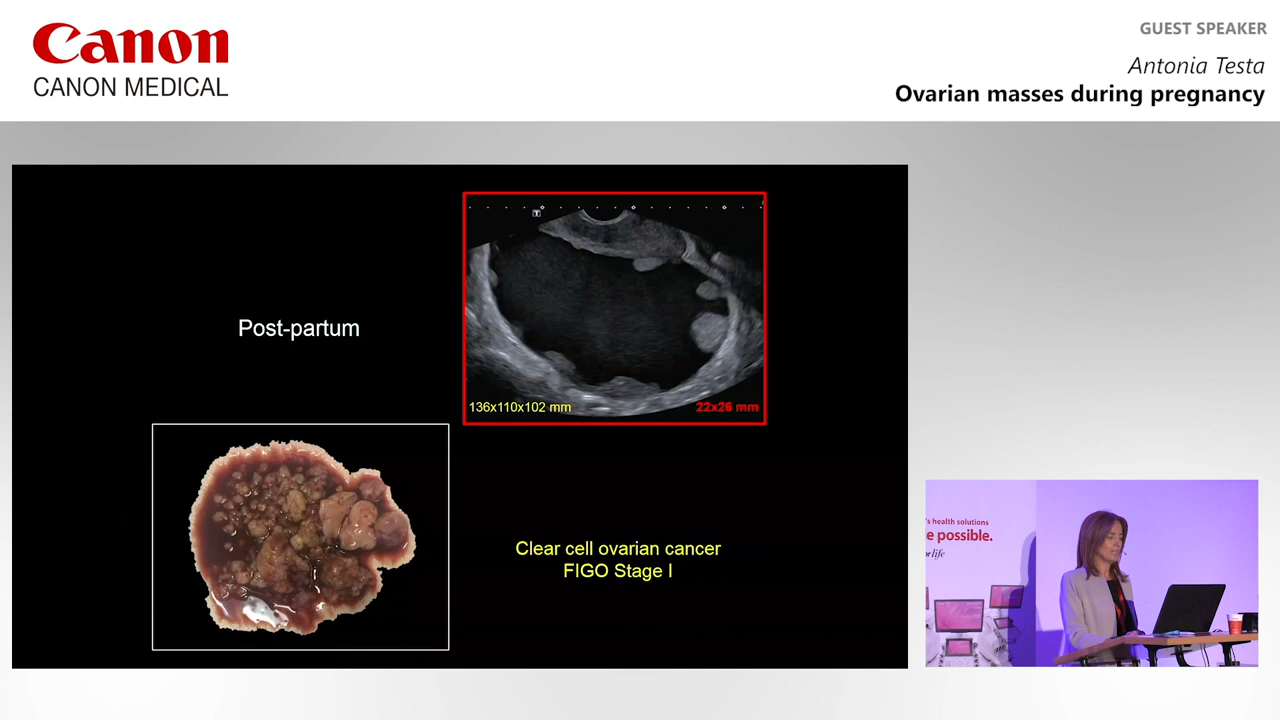 Canon
CANON MEDICAL
GUEST SPEAKER
Antonia Testa
Ovarian masses during pregnancy
T
136x110x102 mm
22x26 mm
Post-partum
Clear cell ovarian cancer
FIGO Stage I
's health solutions
e possible.
for life